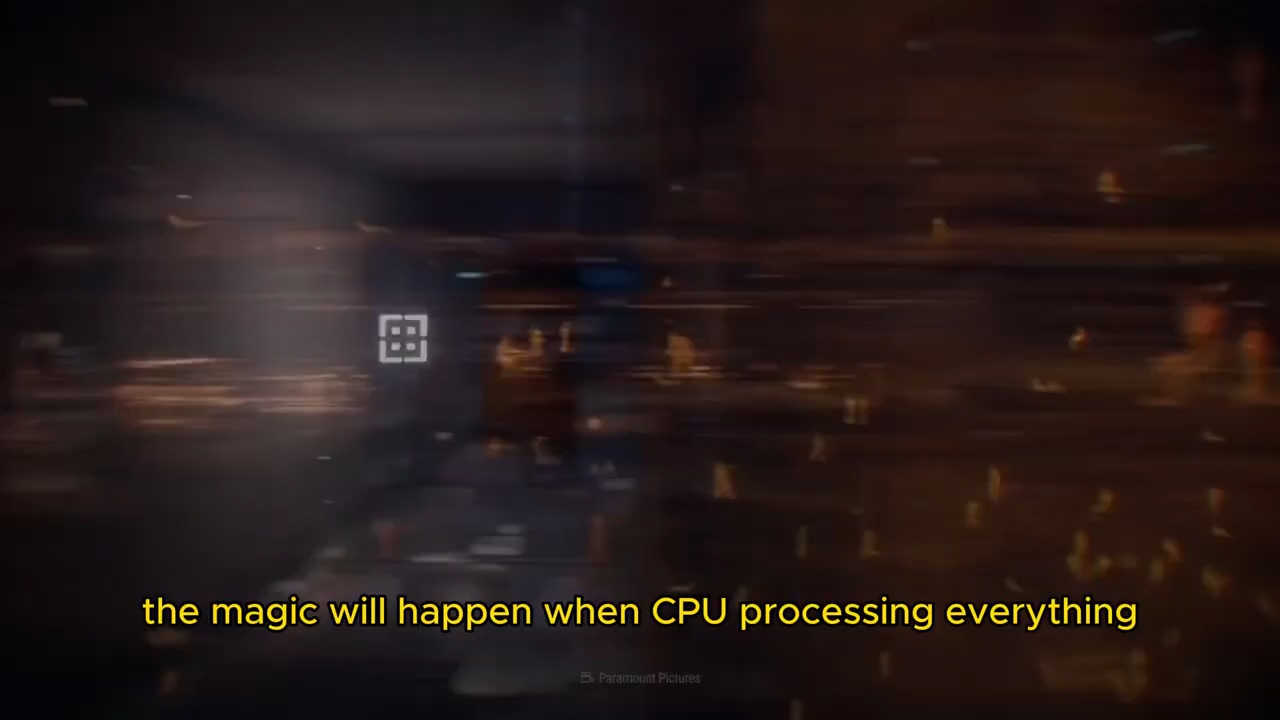 the magic will happen when CPU processing everything
Paramount Pictures